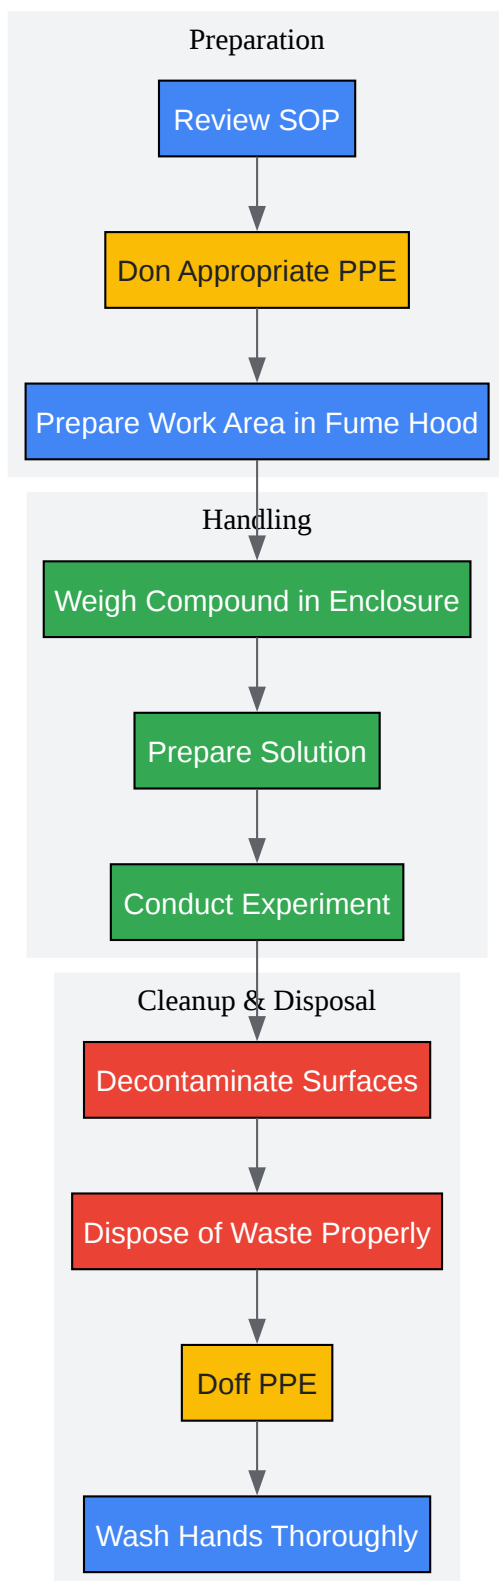 Preparation
Review SOP
Don Appropriate PPE
Prepare Work Area in Fume Hood
Handling
Weigh Compound in Enclosure
Prepare Solution
Conduct Experiment
Cleanup & Disposal
Decontaminate Surfaces
Dispose of Waste Properly
Doff PPE
Wash Hands Thoroughly